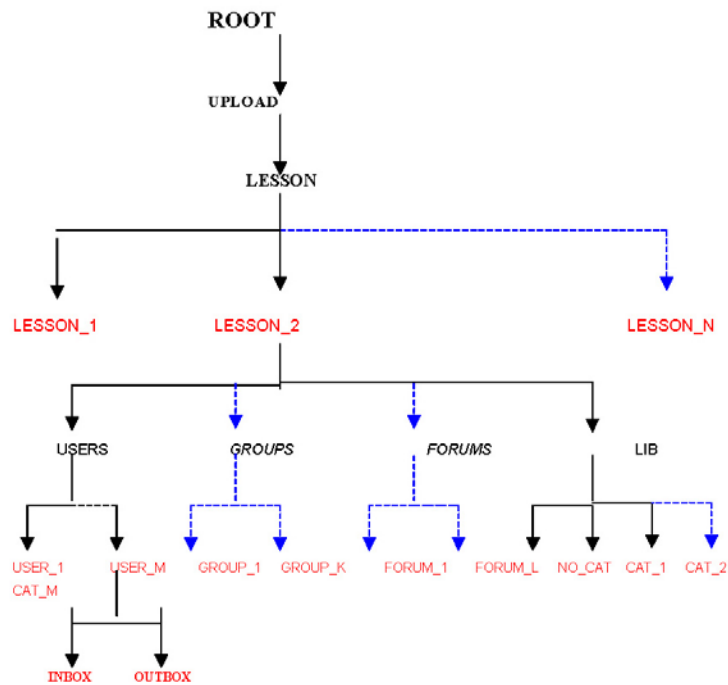 ROOT
UPLOAD
LESSON
LESSON_1 LESSON_2 LESSON_N
USERS GROUPS FORUMS LIB
USER_1 USER_M GROUP_1 GROUP_K FORUM_1 FORUM_L NO_CAT CAT_1 CAT_2
CAT_M
INBOX OUTBOX